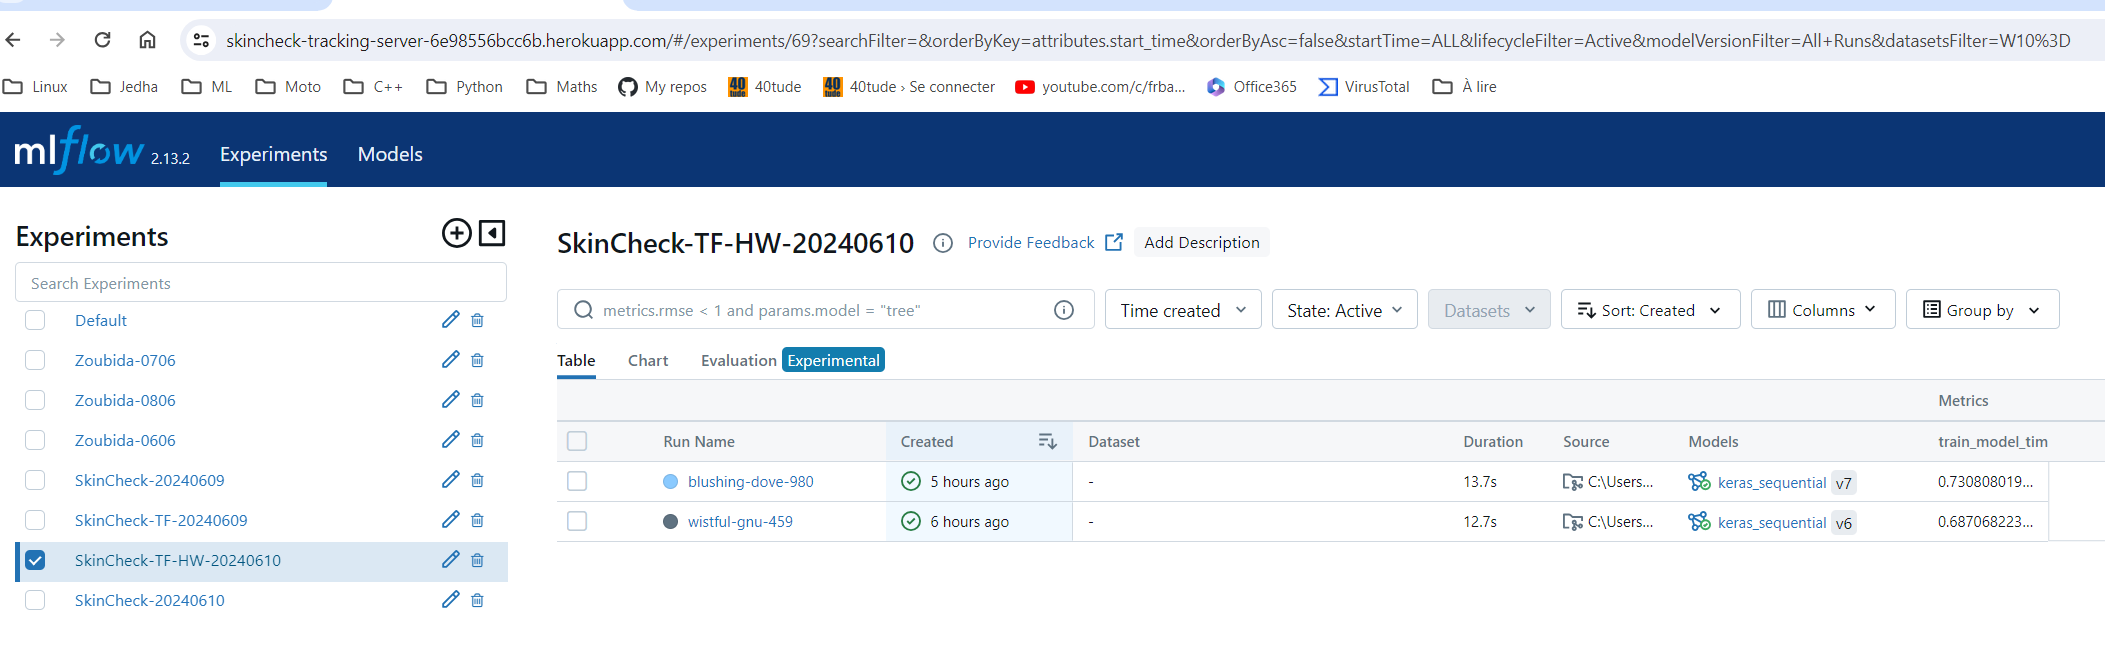 skincheck-tracking-server-6e98556bcc6b.herokuapp.com/#/experiments/69?searchFilter=&orderByKey=attributes.start_time&orderByAsc=false&startTime=ALL&lifecycleFilter=Active&modelVersionFilter=All+Runs&datasetsFilter=W10%3D
Linux Jedha ML Moto C++ Python Maths My repos 40tude 40tude › Se connecter youtube.com/c/frba... Office365 VirusTotal À lire
mlflow 2.13.2 Experiments Models
Experiments
Search Experiments
Default
Zoubida-0706
Zoubida-0806
Zoubida-0606
SkinCheck-20240609
SkinCheck-TF-20240609
SkinCheck-TF-HW-20240610
SkinCheck-20240610
SkinCheck-TF-HW-20240610 Provide Feedback Add Description
metrics.rmse < 1 and params.model = "tree" Time created State: Active Datasets Sort: Created Columns Group by
Table Chart Evaluation Experimental
Metrics
Run Name Created Dataset Duration Source Models train_model_tim
blushing-dove-980 5 hours ago - 13.7s C:\Users... keras_sequential v7 0.730808019...
wistful-gnu-459 6 hours ago - 12.7s C:\Users... keras_sequential v6 0.687068223...